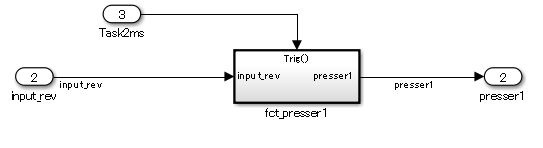 3
Task2ms
Trig()
2
input_rev
input_rev
input_rev
presser1
fct_presser1
presser1
2
presser1